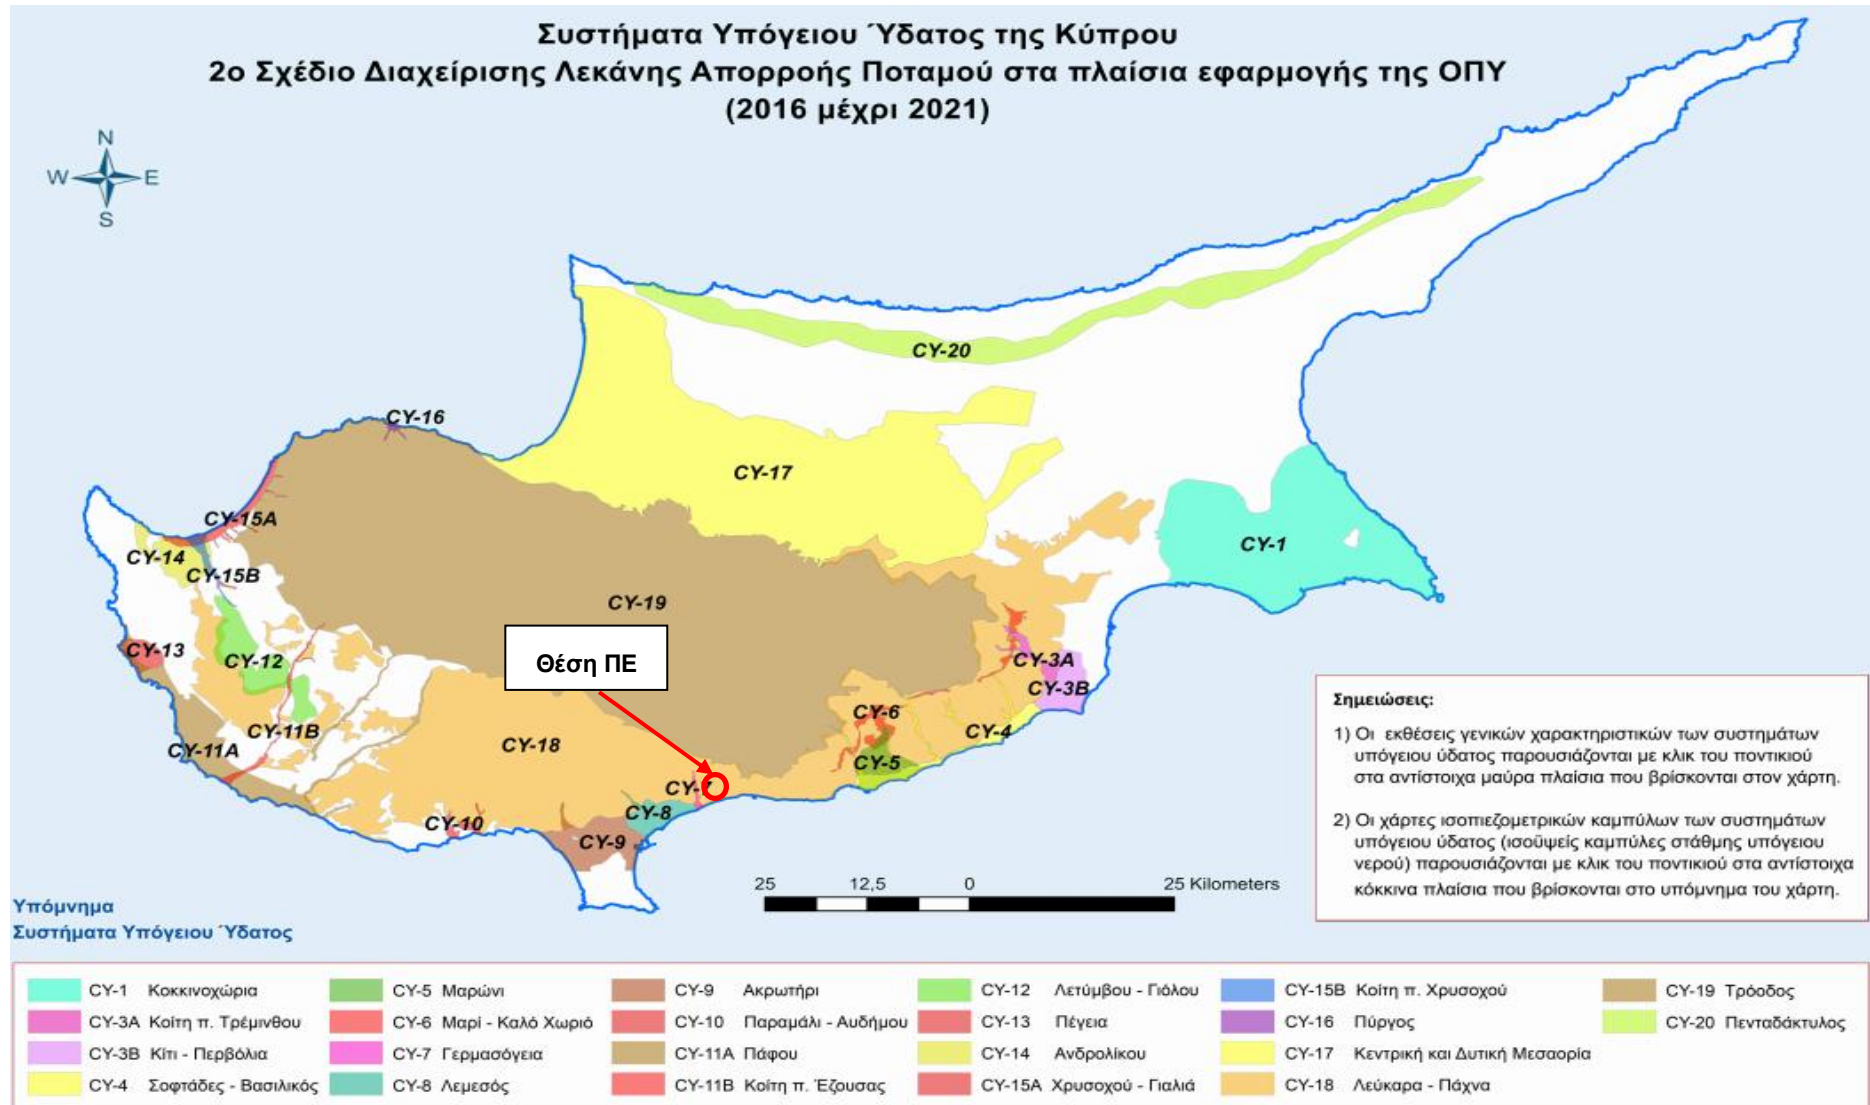 Συστήματα Υπόγειου Ύδατος της Κύπρου
2ο Σχέδιο Διαχείρισης Λεκάνης Απορροής Ποταμού στα πλαίσια εφαρμογής της ΟΠΥ
(2016 μέχρι 2021)
N
W E
S
CY-20
CY-16
CY-17
CY-15A
CY-14
CY-15B
CY-1
CY-19
Θέση ΠΕ
CY-13
CY-12
CY-3A
CY-3B
CY-6
CY-11B
CY-11A
CY-18
CY-4
CY-5
CY-7
CY-8
CY-10
CY-9
Σημειώσεις:
1) Οι εκθέσεις γενικών χαρακτηριστικών των συστημάτων
υπόγειου ύδατος παρουσιάζονται με κλικ του ποντικιού
στα αντίστοιχα μαύρα πλαίσια που βρίσκονται στον χάρτη.
2) Οι χάρτες ισοπιεζομετρικών καμπύλων των συστημάτων
υπόγειου ύδατος (ισοϋψείς καμπύλες στάθμης υπόγειου
νερού) παρουσιάζονται με κλικ του ποντικιού στα αντίστοιχα
κόκκινα πλαίσια που βρίσκονται στο υπόμνημα του χάρτη.
25 12,5 0 25 Kilometers
Υπόμνημα
Συστήματα Υπόγειου Ύδατος
CY-1 Κοκκινοχώρια
CY-3A Κοίτη π. Τρέμινθου
CY-3B Κίτι - Περβόλια
CY-4 Σοφτάδες - Βασιλικός
CY-5 Μαρώνι
CY-6 Μαρί - Καλό Χωριό
CY-7 Γερμασόγεια
CY-8 Λεμεσός
CY-9 Ακρωτήρι
CY-10 Παραμάλι - Αυδήμου
CY-11A Πάφου
CY-11B Κοίτη π. Έζουσας
CY-12 Λετύμβου - Γιόλου
CY-13 Πέγεια
CY-14 Ανδρολίκου
CY-15A Χρυσοχού - Γιαλιά
CY-15B Κοίτη π. Χρυσοχού
CY-16 Πύργος
CY-17 Κεντρική και Δυτική Μεσαορία
CY-18 Λεύκαρα - Πάχνα
CY-19 Τρόοδος
CY-20 Πενταδάκτυλος